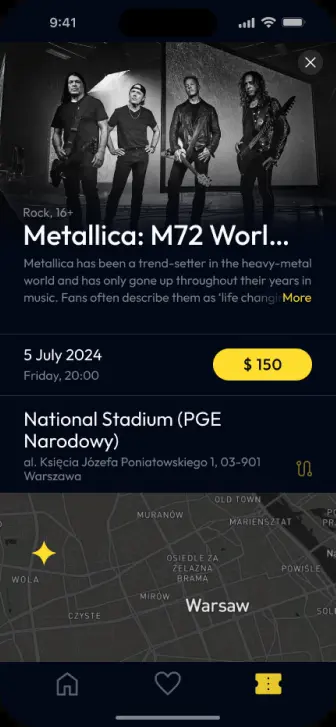 9:41
Rock, 16+
Metallica: M72 Worl...
Metallica has been a trend-setter in the heavy-metal
world and has only gone up throughout their years in
music. Fans often describe them as ‘life changin More
5 July 2024
Friday, 20:00
$ 150
National Stadium (PGE
Narodowy)
al. Księcia Józefa Poniatowskiego 1, 03-901
Warszawa
OLD TOWN
MURANÓW
MARIENSZTAT
OSIEDLE ZA
ŻELAZNĄ
BRAMĄ
POWIŚLE
WOLA
MIRÓW
Warsaw
CZYSTE